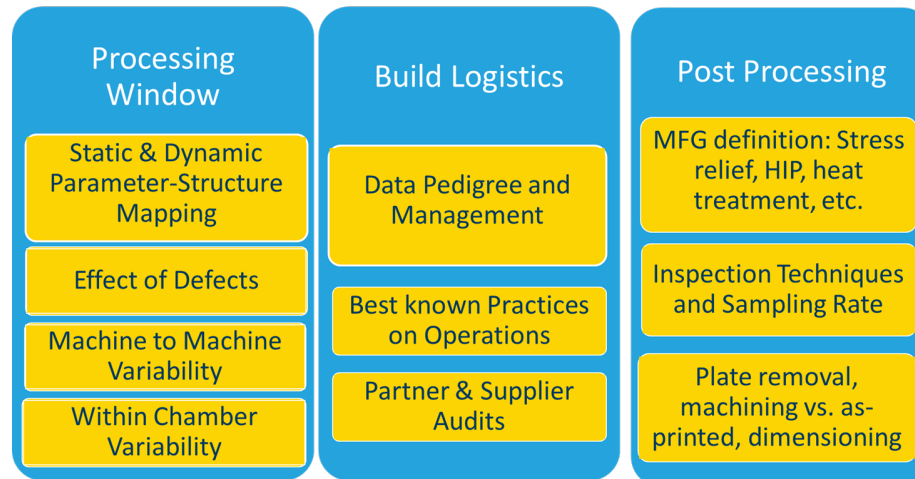 Processing
Window
Static & Dynamic
Parameter-Structure
Mapping
Effect of Defects
Machine to Machine
Variability
Within Chamber
Variability
Build Logistics
Data Pedigree and
Management
Best known Practices
on Operations
Partner & Supplier
Audits
Post Processing
MFG definition: Stress
relief, HIP, heat
treatment, etc.
Inspection Techniques
and Sampling Rate
Plate removal,
machining vs. as-
printed, dimensioning